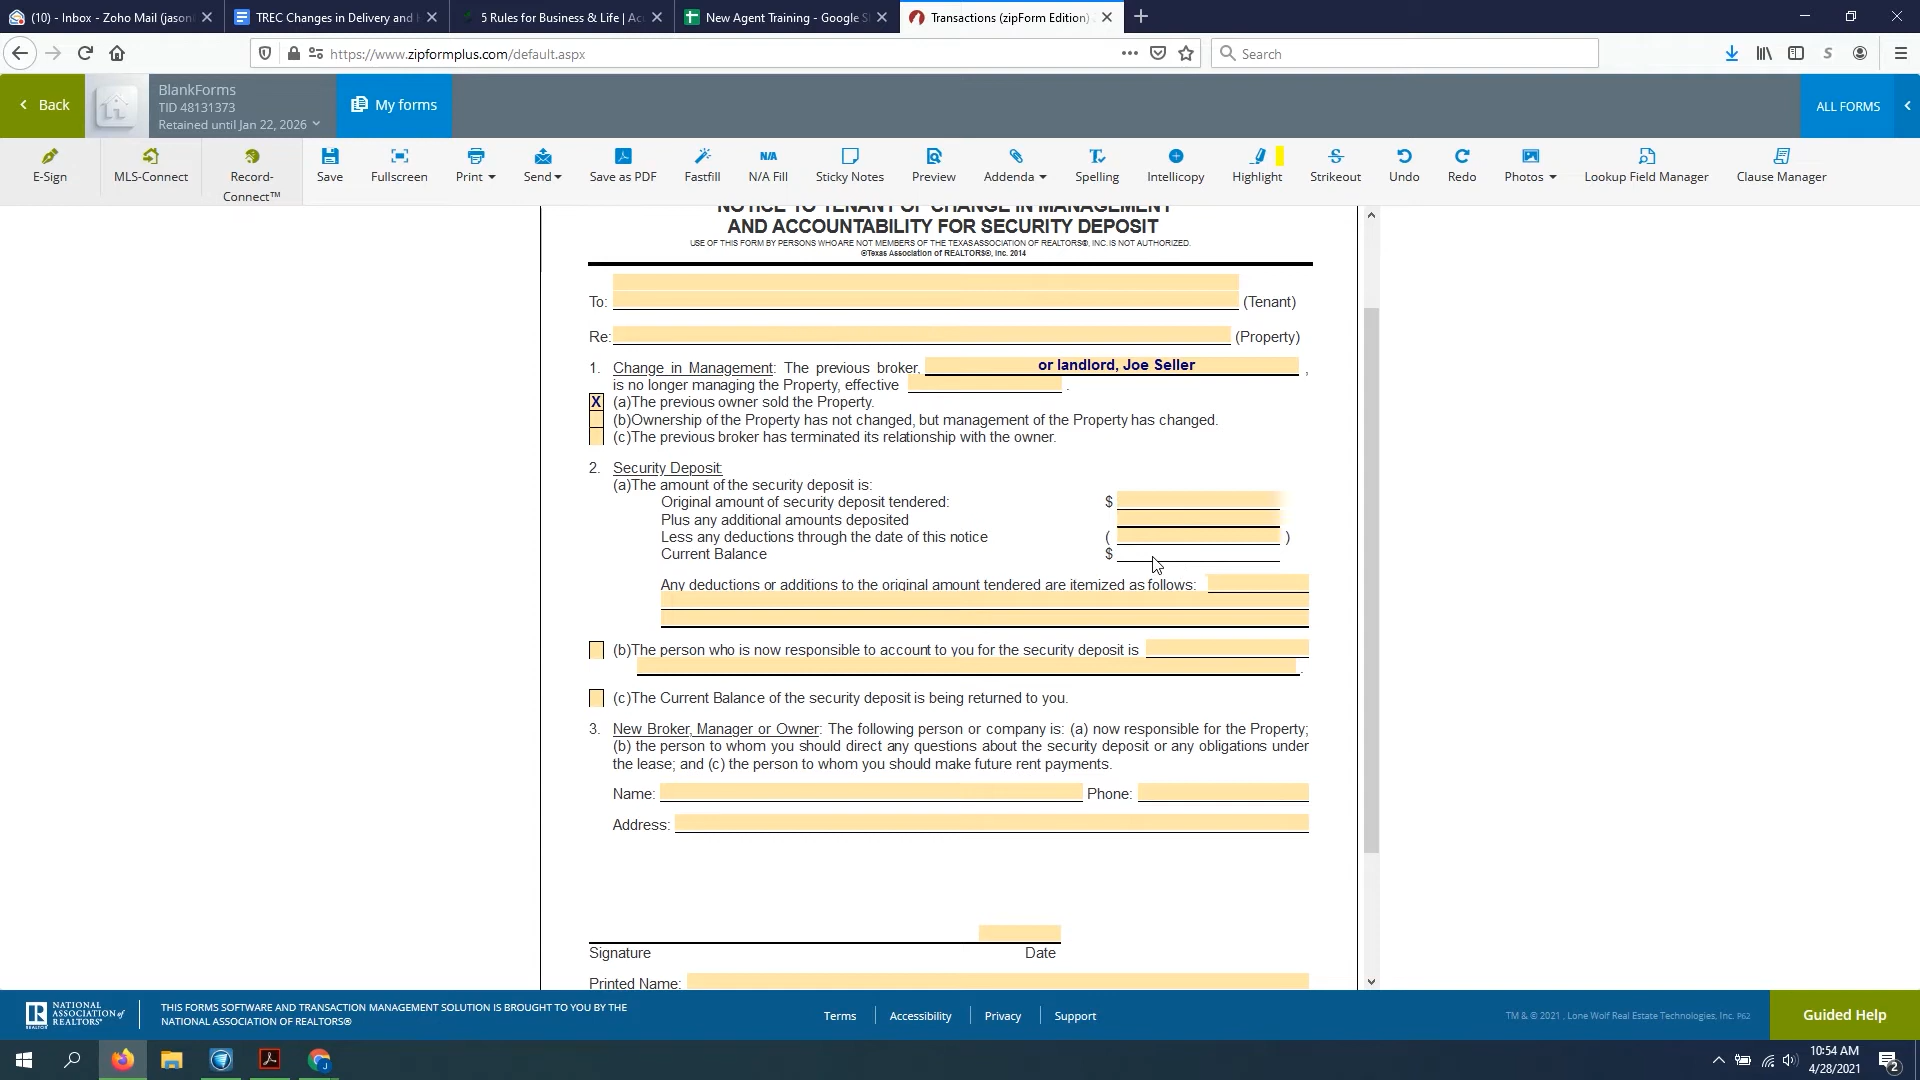 (10) - Inbox - Zoho Mail (jason
TREC Changes in Delivery and
5 Rules for Business & Life | Ac
New Agent Training - Google S
Transactions (zipForm Edition)
https://www.zipformplus.com/default.aspx
Search
Back
BlankForms
TID 48131373
Retained until Jan 22, 2026
My forms
ALL FORMS
E-Sign
MLS-Connect
Record-
Connect™
Save
Fullscreen
Print
Send
Save as PDF
N/A
Fastfill
N/A Fill
Sticky Notes
Preview
Addenda
Spelling
Intellicopy
Highlight
Strikeout
Undo
Redo
Photos
Lookup Field Manager
Clause Manager
NOTICE TO TENANT OF CHANGE IN MANAGEMENT
AND ACCOUNTABILITY FOR SECURITY DEPOSIT
USE OF THIS FORM BY PERSONS WHO ARE NOT MEMBERS OF THE TEXAS ASSOCIATION OF REALTORS®, INC. IS NOT AUTHORIZED.
©Texas Association of REALTORS®, Inc. 2014
To: (Tenant)
Re: (Property)
1. Change in Management: The previous broker, or landlord, Joe Seller ,
is no longer managing the Property, effective .
X (a)The previous owner sold the Property.
(b)Ownership of the Property has not changed, but management of the Property has changed.
(c)The previous broker has terminated its relationship with the owner.
2. Security Deposit:
(a)The amount of the security deposit is:
Original amount of security deposit tendered: $
Plus any additional amounts deposited
Less any deductions through the date of this notice ( )
Current Balance $
Any deductions or additions to the original amount tendered are itemized as follows:
(b)The person who is now responsible to account to you for the security deposit is
.
(c)The Current Balance of the security deposit is being returned to you.
3. New Broker, Manager or Owner: The following person or company is: (a) now responsible for the Property;
(b) the person to whom you should direct any questions about the security deposit or any obligations under
the lease; and (c) the person to whom you should make future rent payments.
Name: Phone:
Address:
Signature Date
Printed Name:
NATIONAL
ASSOCIATION of
REALTORS®
THIS FORMS SOFTWARE AND TRANSACTION MANAGEMENT SOLUTION IS BROUGHT TO YOU BY THE
NATIONAL ASSOCIATION OF REALTORS®
Terms
Accessibility
Privacy
Support
TM & © 2021 , Lone Wolf Real Estate Technologies, Inc. P62
Guided Help
10:54 AM
4/28/2021
2